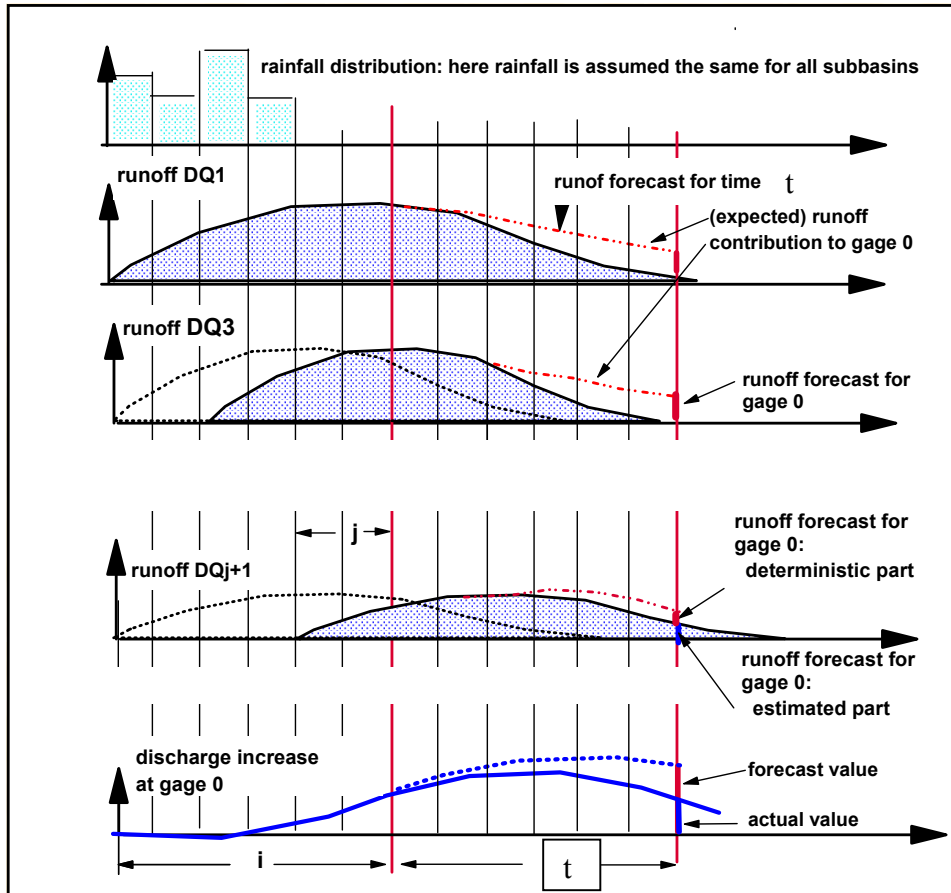 rainfall distribution: here rainfall is assumed the same for all subbasins
runoff DQ1
runof forecast for time t
(expected) runoff
contribution to gage 0
runoff DQ3
runoff forecast for
gage 0
j
runoff DQj+1
runoff forecast for
gage 0:
deterministic part
runoff forecast for
gage 0:
estimated part
discharge increase
at gage 0
forecast value
actual value
i
t